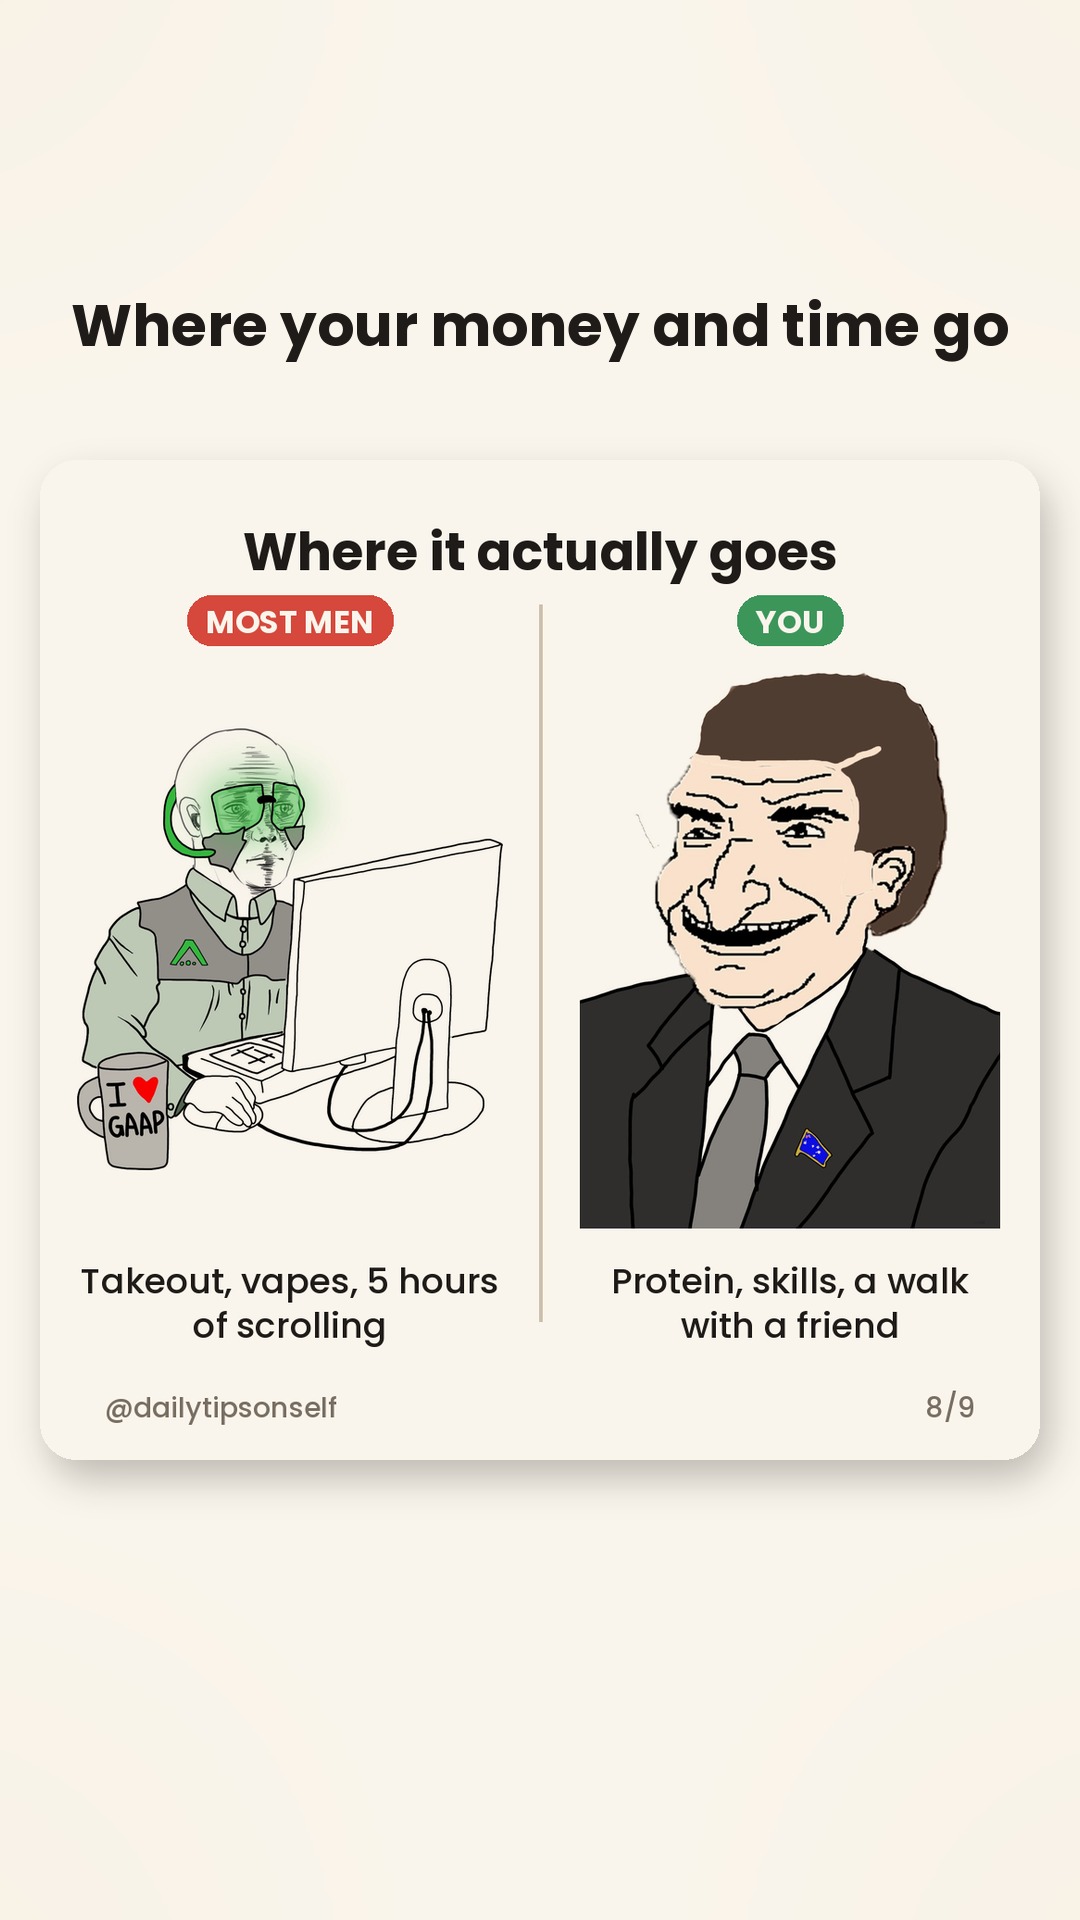 Where your money and time go
Where it actually goes
MOST MEN
YOU
I ♥
GAAP
Takeout, vapes, 5 hours
of scrolling
Protein, skills, a walk
with a friend
@dailytipsonself
8/9